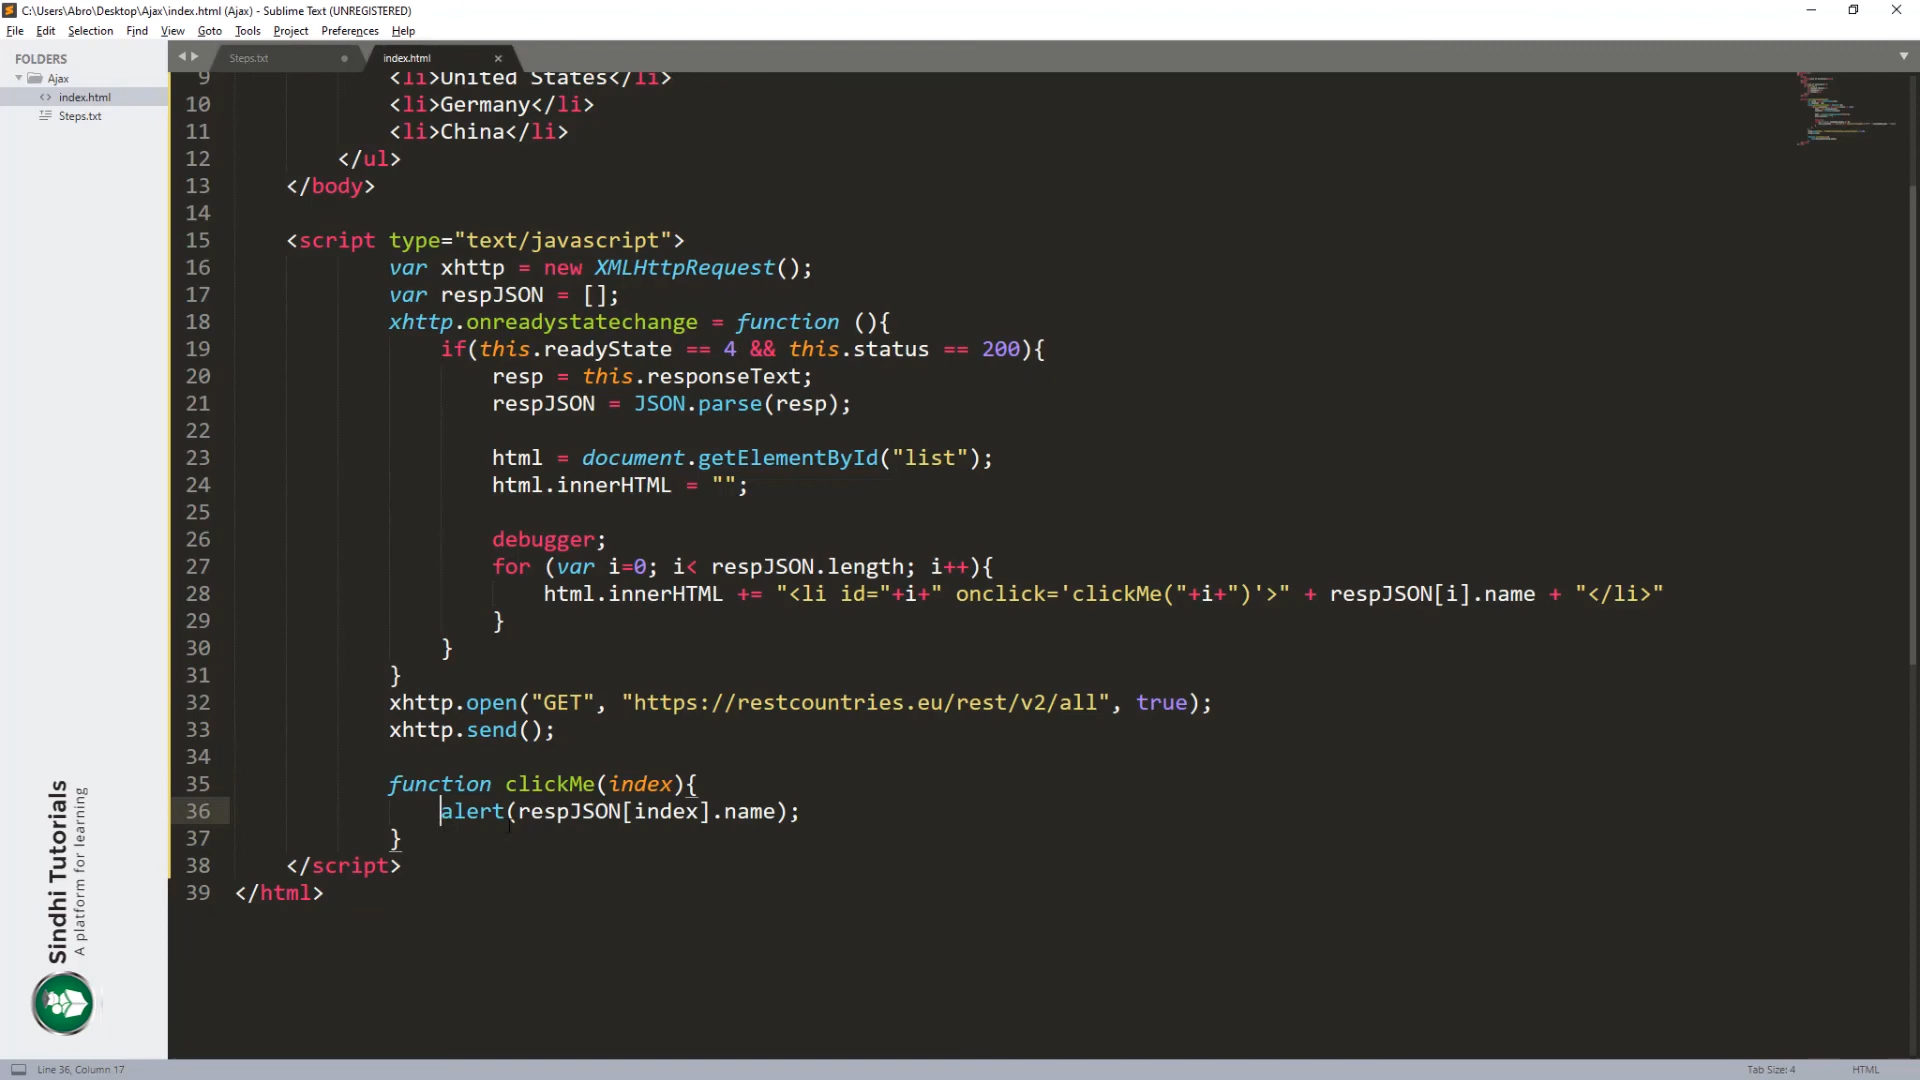 C:\Users\Abro\Desktop\Ajax\index.html (Ajax) - Sublime Text (UNREGISTERED)
File Edit Selection Find View Goto Tools Project Preferences Help
FOLDERS
Ajax
index.html
Steps.txt
Steps.txt index.html
9 <li>United States</li>
10 <li>Germany</li>
11 <li>China</li>
12 </ul>
13 </body>
14
15 <script type="text/javascript">
16 var xhttp = new XMLHttpRequest();
17 var respJSON = [];
18 xhttp.onreadystatechange = function (){
19 if(this.readyState == 4 && this.status == 200){
20 resp = this.responseText;
21 respJSON = JSON.parse(resp);
22
23 html = document.getElementById("list");
24 html.innerHTML = "";
25
26 debugger;
27 for (var i=0; i< respJSON.length; i++){
28 html.innerHTML += "<li id="+i+" onclick='clickMe("+i+")'>" + respJSON[i].name + "</li>"
29 }
30 }
31 }
32 xhttp.open("GET", "https://restcountries.eu/rest/v2/all", true);
33 xhttp.send();
34
35 function clickMe(index){
36 alert(respJSON[index].name);
37 }
38 </script>
39 </html>
Sindhi Tutorials
A platform for learning
Line 36, Column 17
Tab Size: 4
HTML